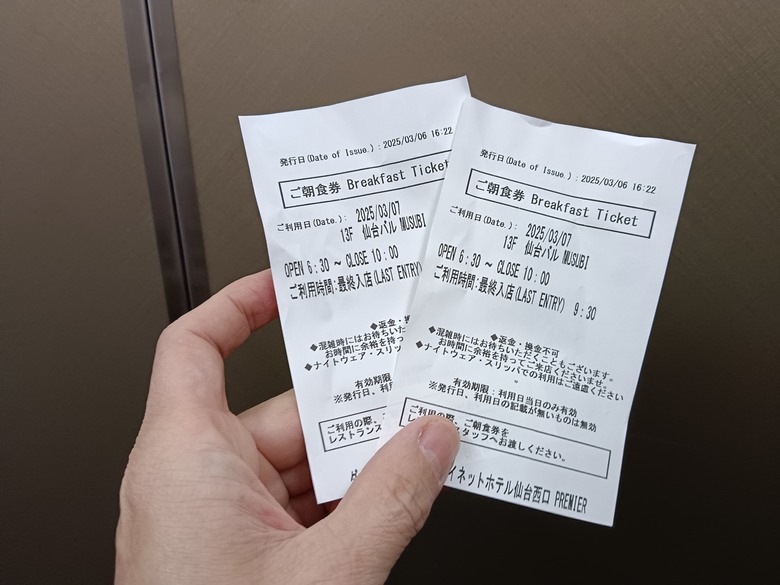 発行日(Date of Issue.):2025/03/06 16:22
ご朝食券 Breakfast Ticket
ご利用日(Date.): 2025/03/07
13F 仙台バル MUSUBI
OPEN 6:30 ~ CLOSE 10:00
ご利用時間:最終入店(LAST ENTRY)
◆返金・換
◆混雑時にはお待ちいた
お時間に余裕を持っ
◆ナイトウェア・スリッ
有効期限
※発行日、利用
ご利用の際、
レストランス
発行日(Date of Issue.):2025/03/06 16:22
ご朝食券 Breakfast Ticket
ご利用日(Date.): 2025/03/07
13F 仙台バル MUSUBI
OPEN 6:30 ~ CLOSE 10:00
ご利用時間:最終入店(LAST ENTRY) 9:30
◆返金・換金不可
◆混雑時にはお待ちいただくこともございます。
お時間に余裕を持ってご来店くださいませ。
◆ナイトウェア・スリッパでの利用はご遠慮ください
有効期限:利用日当日のみ有効
※発行日、利用日の記載が無いものは無効
ご利用の際、ご朝食券を
レ タッフへお渡しください。
イネットホテル仙台西口 PREMIER